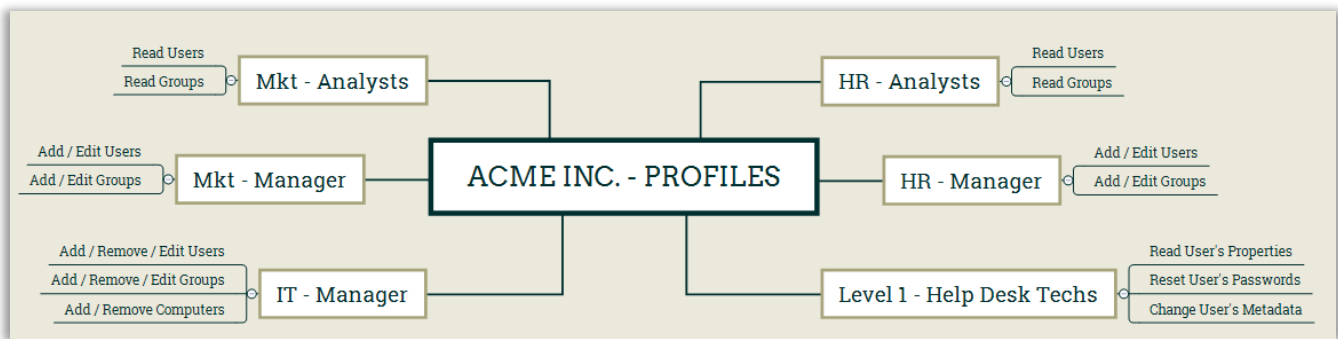 Read Users
Read Groups
Mkt - Analysts
HR - Analysts
Read Users
Read Groups
Add / Edit Users
Add / Edit Groups
Mkt - Manager
ACME INC. - PROFILES
HR - Manager
Add / Edit Users
Add / Edit Groups
Add / Remove / Edit Users
Add / Remove / Edit Groups
Add / Remove Computers
IT - Manager
Level 1 - Help Desk Techs
Read User's Properties
Reset User's Passwords
Change User's Metadata